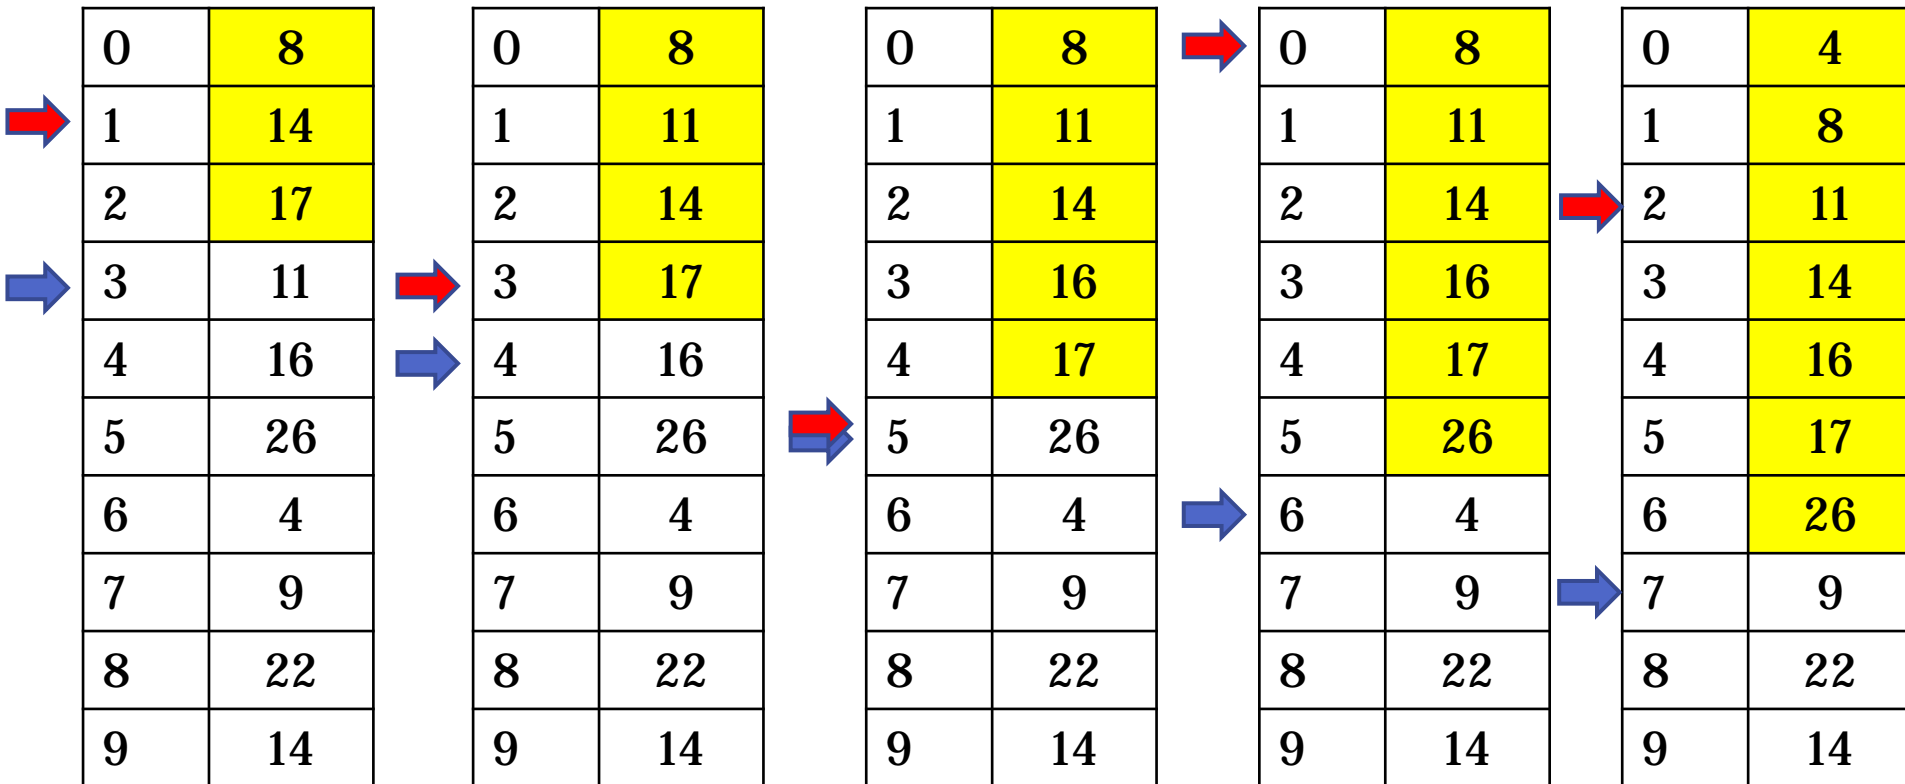 0 8 0 8 0 8 0 8 0 4
1 14 1 11 1 11 1 11 1 8
2 17 2 14 2 14 2 14 2 11
3 11 3 17 3 16 3 16 3 14
4 16 4 16 4 17 4 17 4 16
5 26 5 26 5 26 5 26 5 17
6 4 6 4 6 4 6 4 6 26
7 9 7 9 7 9 7 9 7 9
8 22 8 22 8 22 8 22 8 22
9 14 9 14 9 14 9 14 9 14